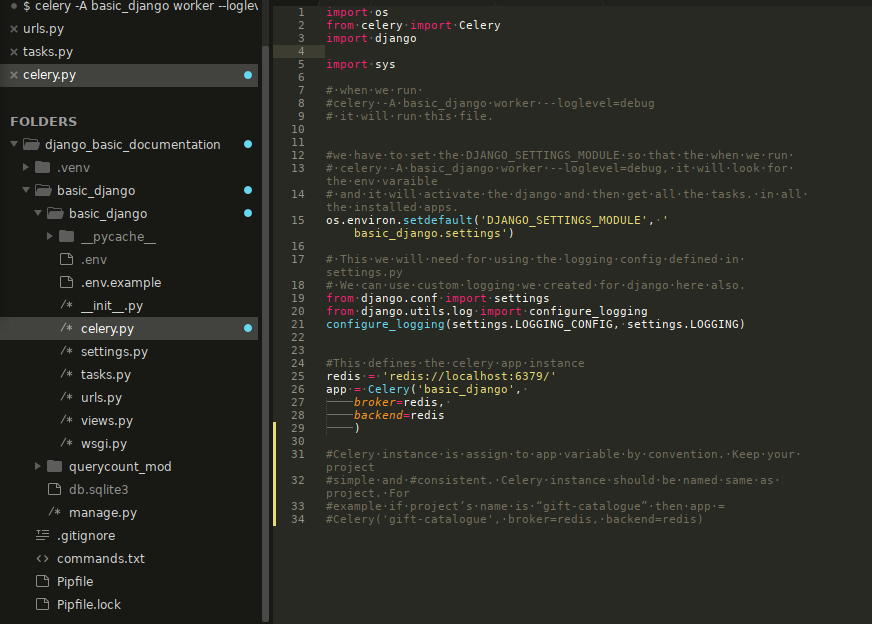 $ celery -A basic_django worker --loglev
urls.py
tasks.py
celery.py
FOLDERS
django_basic_documentation
.venv
basic_django
basic_django
__pycache__
.env
.env.example
/* __init__.py
/* celery.py
/* settings.py
/* tasks.py
/* urls.py
/* views.py
/* wsgi.py
querycount_mod
db.sqlite3
/* manage.py
.gitignore
<> commands.txt
Pipfile
Pipfile.lock
1 import os
2 from celery import Celery
3 import django
4
5 import sys
6
7 # when we run
8 #celery -A basic_django worker --loglevel=debug
9 # it will run this file.
10
11
12 #we have to set the DJANGO_SETTINGS_MODULE so that the when we run
13 # celery -A basic_django worker --loglevel=debug, it will look for
the env varaible
14 # and it will activate the django and then get all the tasks. in all
the installed apps.
15 os.environ.setdefault('DJANGO_SETTINGS_MODULE', '
basic_django.settings')
16
17 # This we will need for using the logging config defined in
settings.py
18 # We can use custom logging we created for django here also.
19 from django.conf import settings
20 from django.utils.log import configure_logging
21 configure_logging(settings.LOGGING_CONFIG, settings.LOGGING)
22
23
24 #This defines the celery app instance
25 redis = 'redis://localhost:6379/'
26 app = Celery('basic_django',
27 broker=redis,
28 backend=redis
29 )
30
31 #Celery instance is assign to app variable by convention. Keep your
project
32 #simple and #consistent. Celery instance should be named same as
project. For
33 #example if project’s name is “gift-catalogue” then app =
34 #Celery('gift-catalogue', broker=redis, backend=redis)